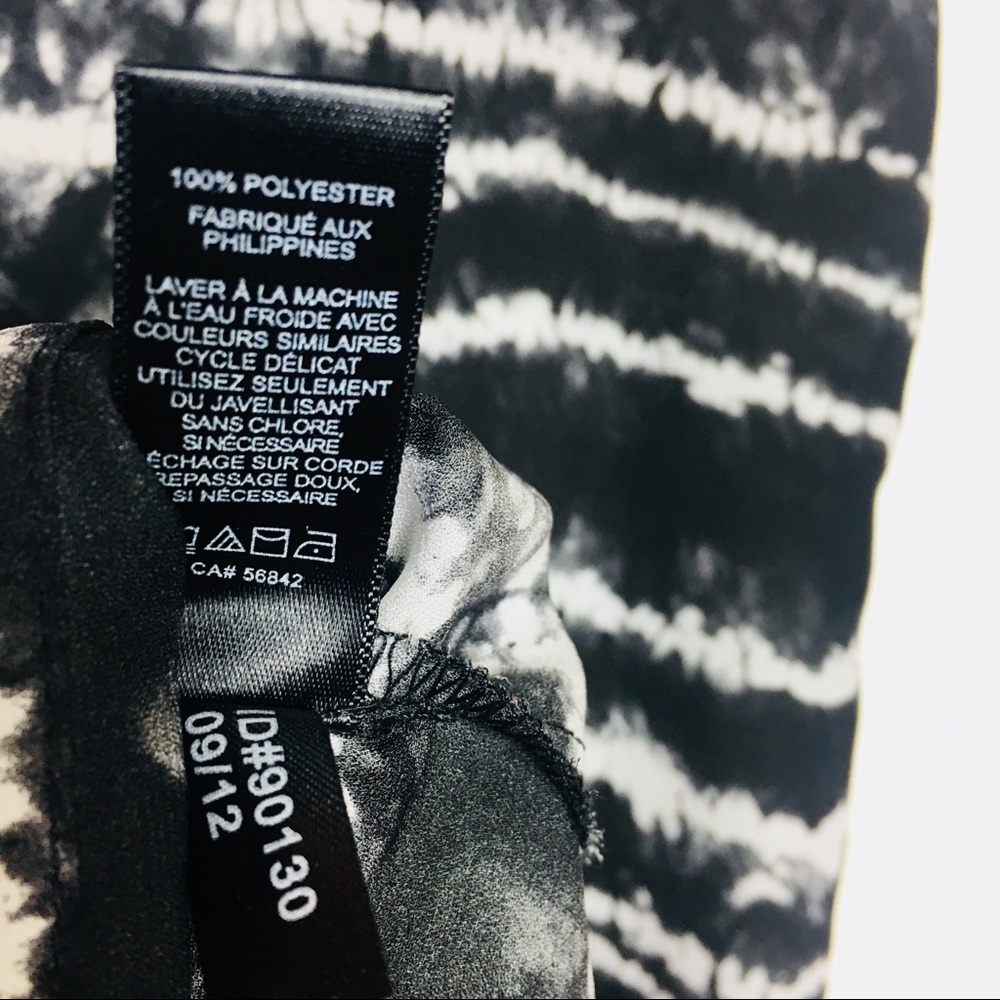 100% POLYESTER
FABRIQUÉ AUX
PHILIPPINES
LAVER À LA MACHINE
À L'EAU FROIDE AVEC
COULEURS SIMILAIRES
CYCLE DÉLICAT
UTILISEZ SEULEMENT
DU JAVELLISANT
SANS CHLORE,
SI NÉCESSAIRE
ÉCHAGE SUR CORDE
REPASSAGE DOUX,
SI NÉCESSAIRE
CA# 56842
ID#90130
09/12